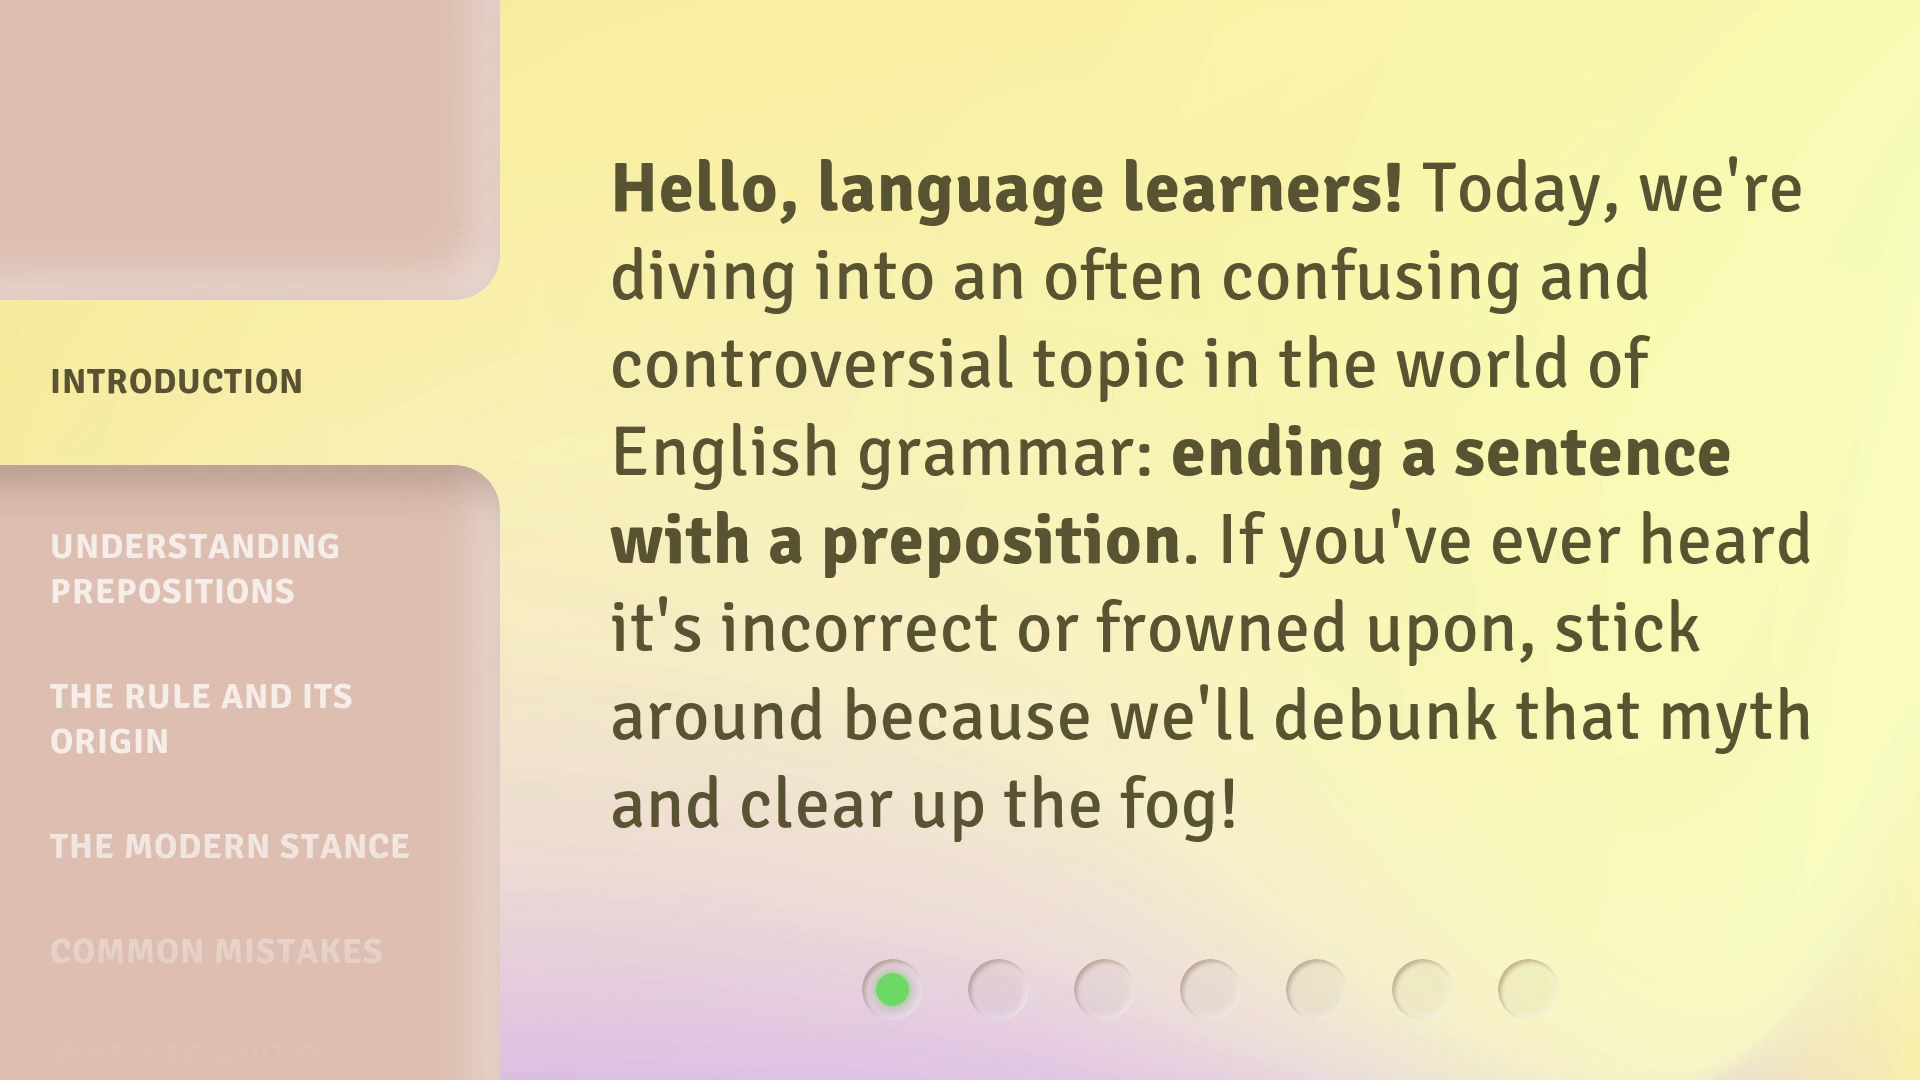 INTRODUCTION
UNDERSTANDING
PREPOSITIONS
THE RULE AND ITS
ORIGIN
THE MODERN STANCE
COMMON MISTAKES
WHEN TO AVOID
Hello, language learners! Today, we're
diving into an often confusing and
controversial topic in the world of
English grammar: ending a sentence
with a preposition. If you've ever heard
it's incorrect or frowned upon, stick
around because we'll debunk that myth
and clear up the fog!